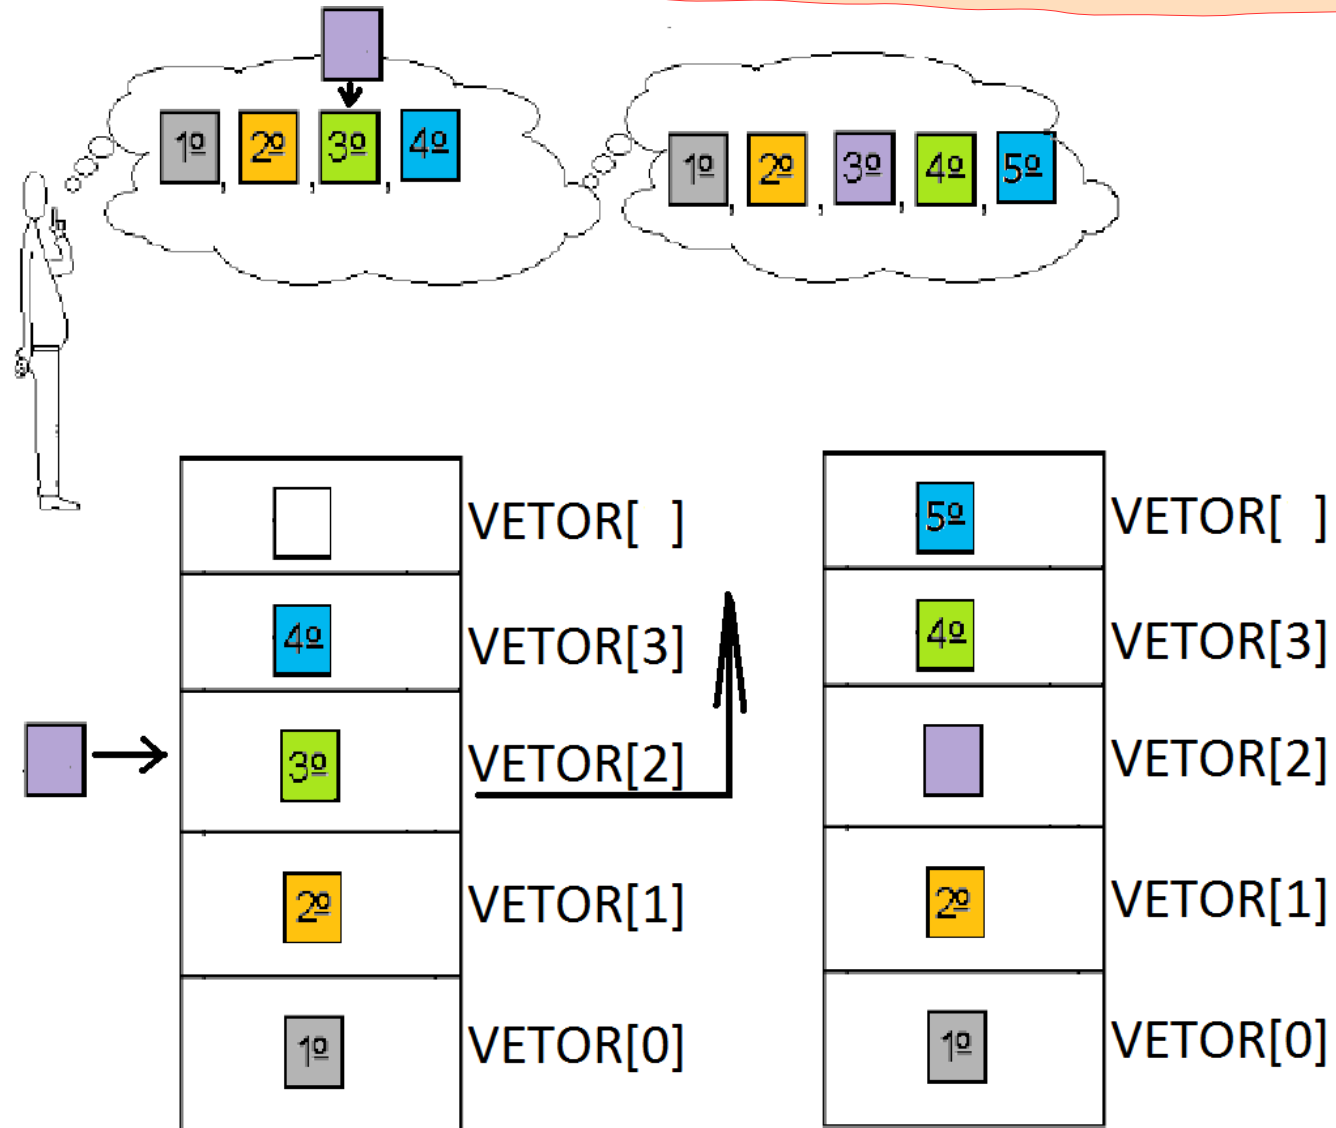 1º, 2º, 3º, 4º
1º, 2º, 3º, 4º, 5º
VETOR[ ]
4º VETOR[3]
3º VETOR[2]
2º VETOR[1]
1º VETOR[0]
5º VETOR[ ]
4º VETOR[3]
VETOR[2]
2º VETOR[1]
1º VETOR[0]